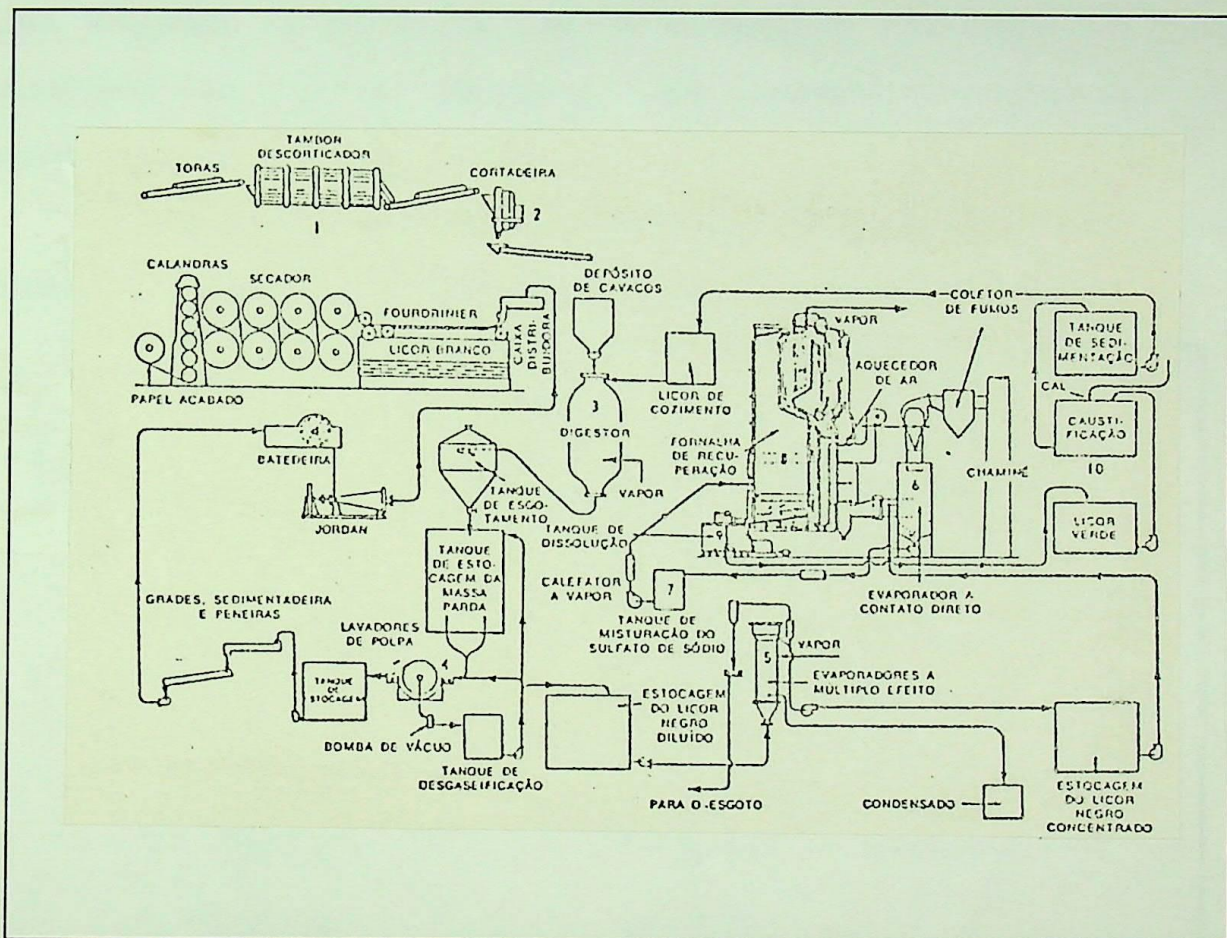 TAMBOR
DESCORTICADOR
TORAS
CORTADEIRA
1
2
CALANDRAS
SECADOR
FOURDRINIER
LICOR BRANCO
CAIXA
DISTRI-
BUIDORA
PAPEL ACABADO
DEPÓSITO
DE CAVACOS
3
DIGESTOR
VAPOR
LICOR DE
COZIMENTO
VAPOR
COLETOR
DE FUMOS
AQUECEDOR
DE AR
FORNALHA
DE RECU-
PERAÇÃO
8
6
CHAMINÉ
TANQUE
DE SEDI-
MENTAÇÃO
CAL
CAUSTI-
FICAÇÃO
10
LICOR
VERDE
BATEDEIRA
JORDAN
TANQUE
DE ESGO-
TAMENTO
TANQUE DE
DISSOLUÇÃO
9
TANQUE
DE ESTO-
CAGEM DA
MASSA
PARDA
CALEFATOR
A VAPOR
7
TANQUE DE
MISTURAÇÃO DO
SULFATO DE SÓDIO
EVAPORADOR A
CONTATO DIRETO
GRADES, SEDIMENTADEIRA
E PENEIRAS
LAVADORES
DE POLPA
4
TANQUE
DE
ESTOCAGEM
BOMBA DE VÁCUO
TANQUE DE
DESGASEIFICAÇÃO
ESTOCAGEM
DO LICOR
NEGRO
DILUÍDO
5
VAPOR
EVAPORADORES A
MÚLTIPLO EFEITO
PARA O ESGOTO
CONDENSADO
ESTOCAGEM
DO LICOR
NEGRO
CONCENTRADO